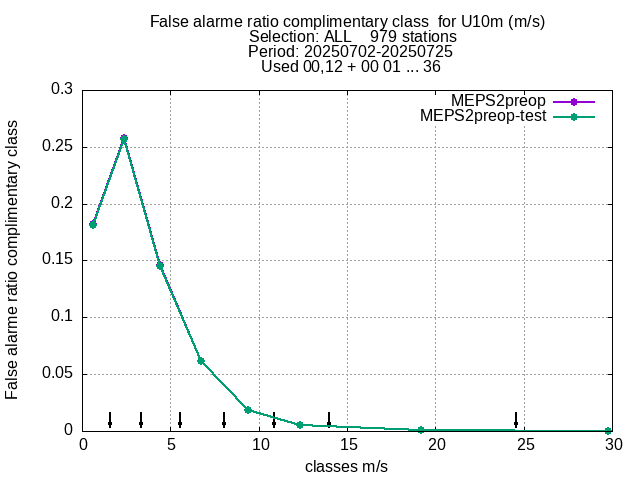 False alarme ratio complimentary class  for U10m (m/s)
Selection: ALL    979 stations
Period: 20250702-20250725
Used 00,12 + 00 01 ... 36
MEPS2preop
MEPS2preop-test
False alarme ratio complimentary class
0.3
0.25
0.2
0.15
0.1
0.05
0
0 5 10 15 20 25 30
classes m/s